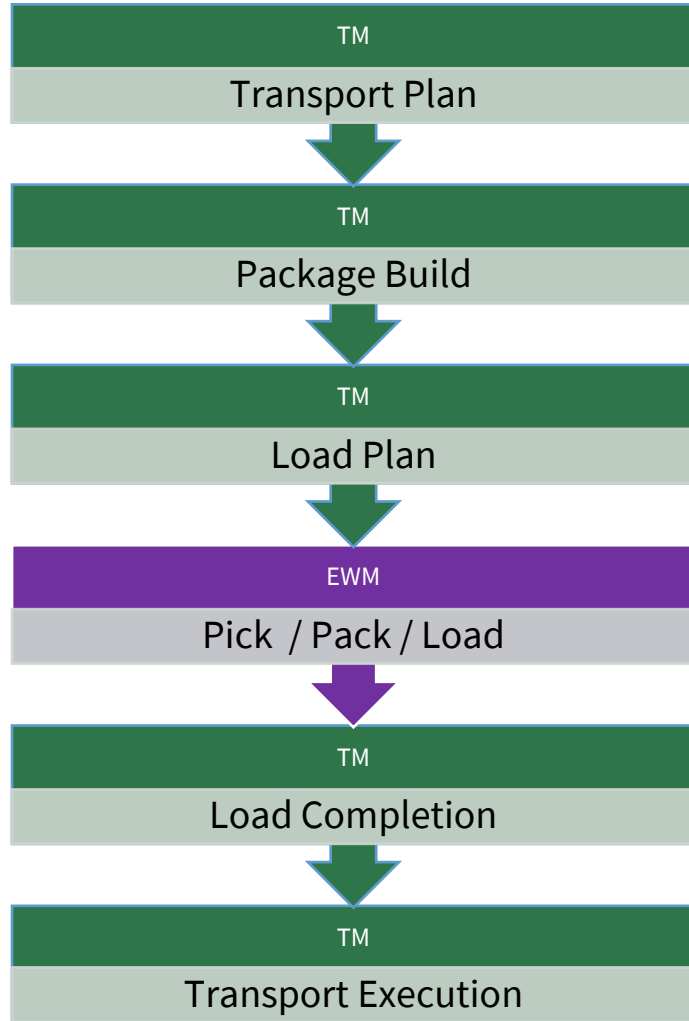 TM
Transport Plan
TM
Package Build
TM
Load Plan
EWM
Pick / Pack / Load
TM
Load Completion
TM
Transport Execution